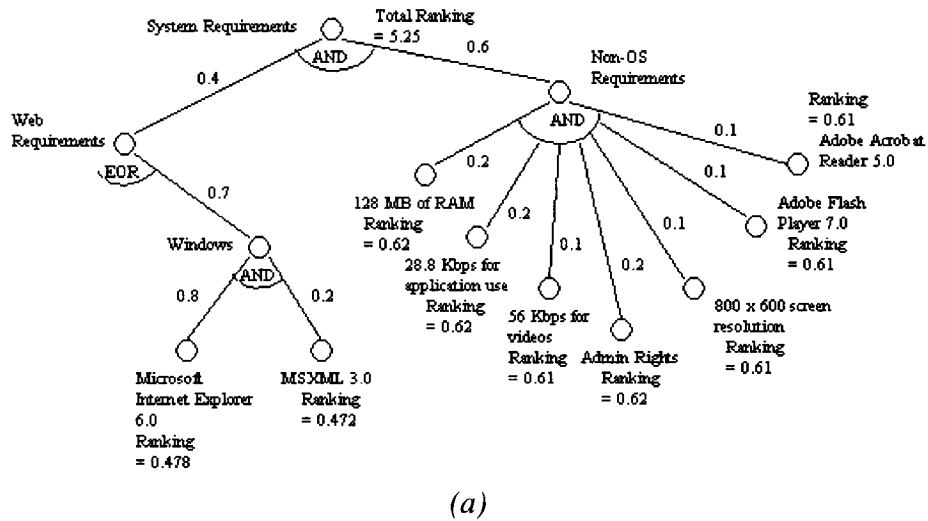 System Requirements
Total Ranking
= 5.25
AND
0.4
0.6
Non-OS
Requirements
Web
Requirements
EOR
0.7
Windows
AND
0.8
0.2
Microsoft
Internet Explorer
6.0
Ranking
= 0.478
MSXML 3.0
Ranking
= 0.472
AND
0.2
128 MB of RAM
Ranking
= 0.62
0.2
28.8 Kbps for
application use
Ranking
= 0.62
0.1
56 Kbps for
videos
Ranking
= 0.61
0.2
Admin Rights
Ranking
= 0.62
0.1
800 x 600 screen
resolution
Ranking
= 0.61
0.1
Adobe Flash
Player 7.0
Ranking
= 0.61
0.1
Ranking
= 0.61
Adobe Acrobat
Reader 5.0
(a)